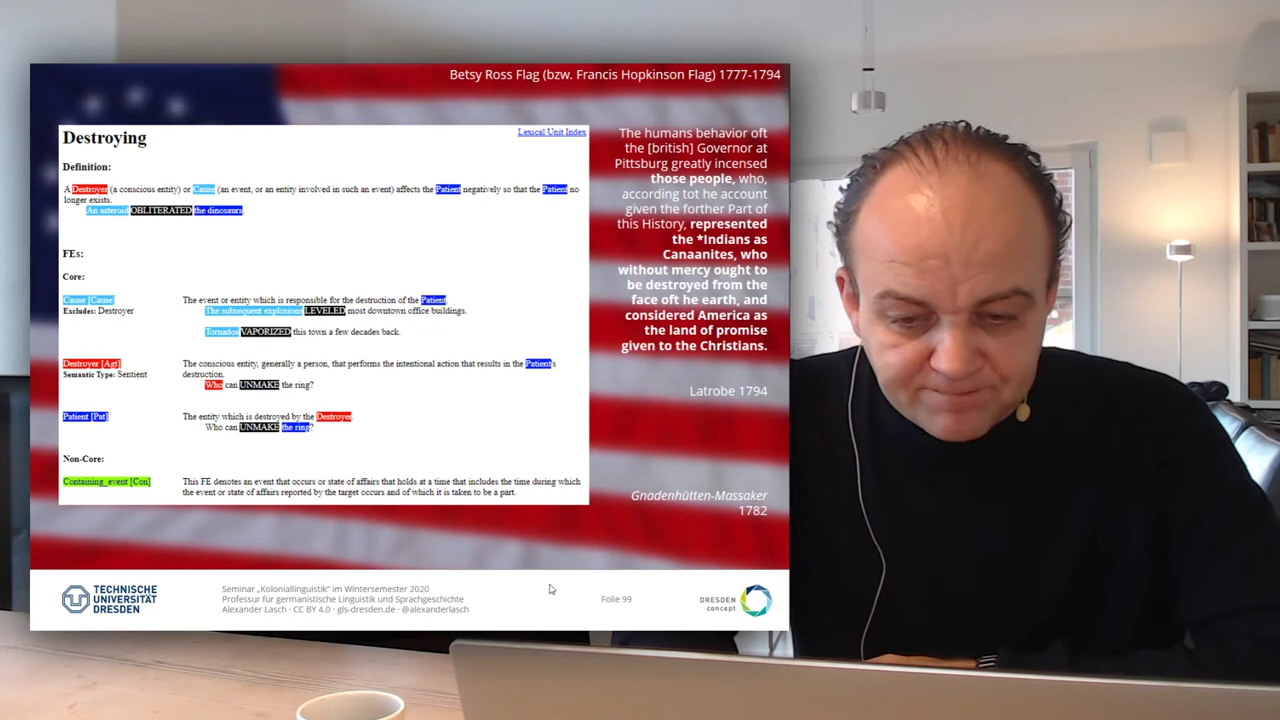 Betsy Ross Flag (bzw. Francis Hopkinson Flag) 1777-1794
Destroying
Lexical Unit Index
Definition:
A Destroyer (a conscious entity) or Cause (an event, or an entity involved in such an event) affects the Patient negatively so that the Patient no
longer exists.
An asteroid OBLITERATED the dinosaurs
FEs:
Core:
Cause [Cause]
Excludes: Destroyer
The event or entity which is responsible for the destruction of the Patient.
The subsequent explosions LEVELED most downtown office buildings.
Tornados VAPORIZED this town a few decades back.
Destroyer [Agt]
Semantic Type: Sentient
The conscious entity, generally a person, that performs the intentional action that results in the Patient's
destruction.
Who can UNMAKE the ring?
Patient [Pat]
The entity which is destroyed by the Destroyer.
Who can UNMAKE the ring?
Non-Core:
Containing_event [Con]
This FE denotes an event that occurs or state of affairs that holds at a time that includes the time during which
the event or state of affairs reported by the target occurs and of which it is taken to be a part.
The humans behavior oft
the [british] Governor at
Pittsburg greatly incensed
those people, who,
according tot he account
given the forther Part of
this History, represented
the *Indians as
Canaanites, who
without mercy ought to
be destroyed from the
face oft he earth, and
considered America as
the land of promise
given to the Christians.
Latrobe 1794
Gnadenhütten-Massaker
1782
TECHNISCHE
UNIVERSITÄT
DRESDEN
Seminar „Koloniallinguistik“ im Wintersemester 2020
Professur für germanistische Linguistik und Sprachgeschichte
Alexander Lasch · CC BY 4.0 · gls-dresden.de · @alexanderlasch
Folie 99
DRESDEN
concept